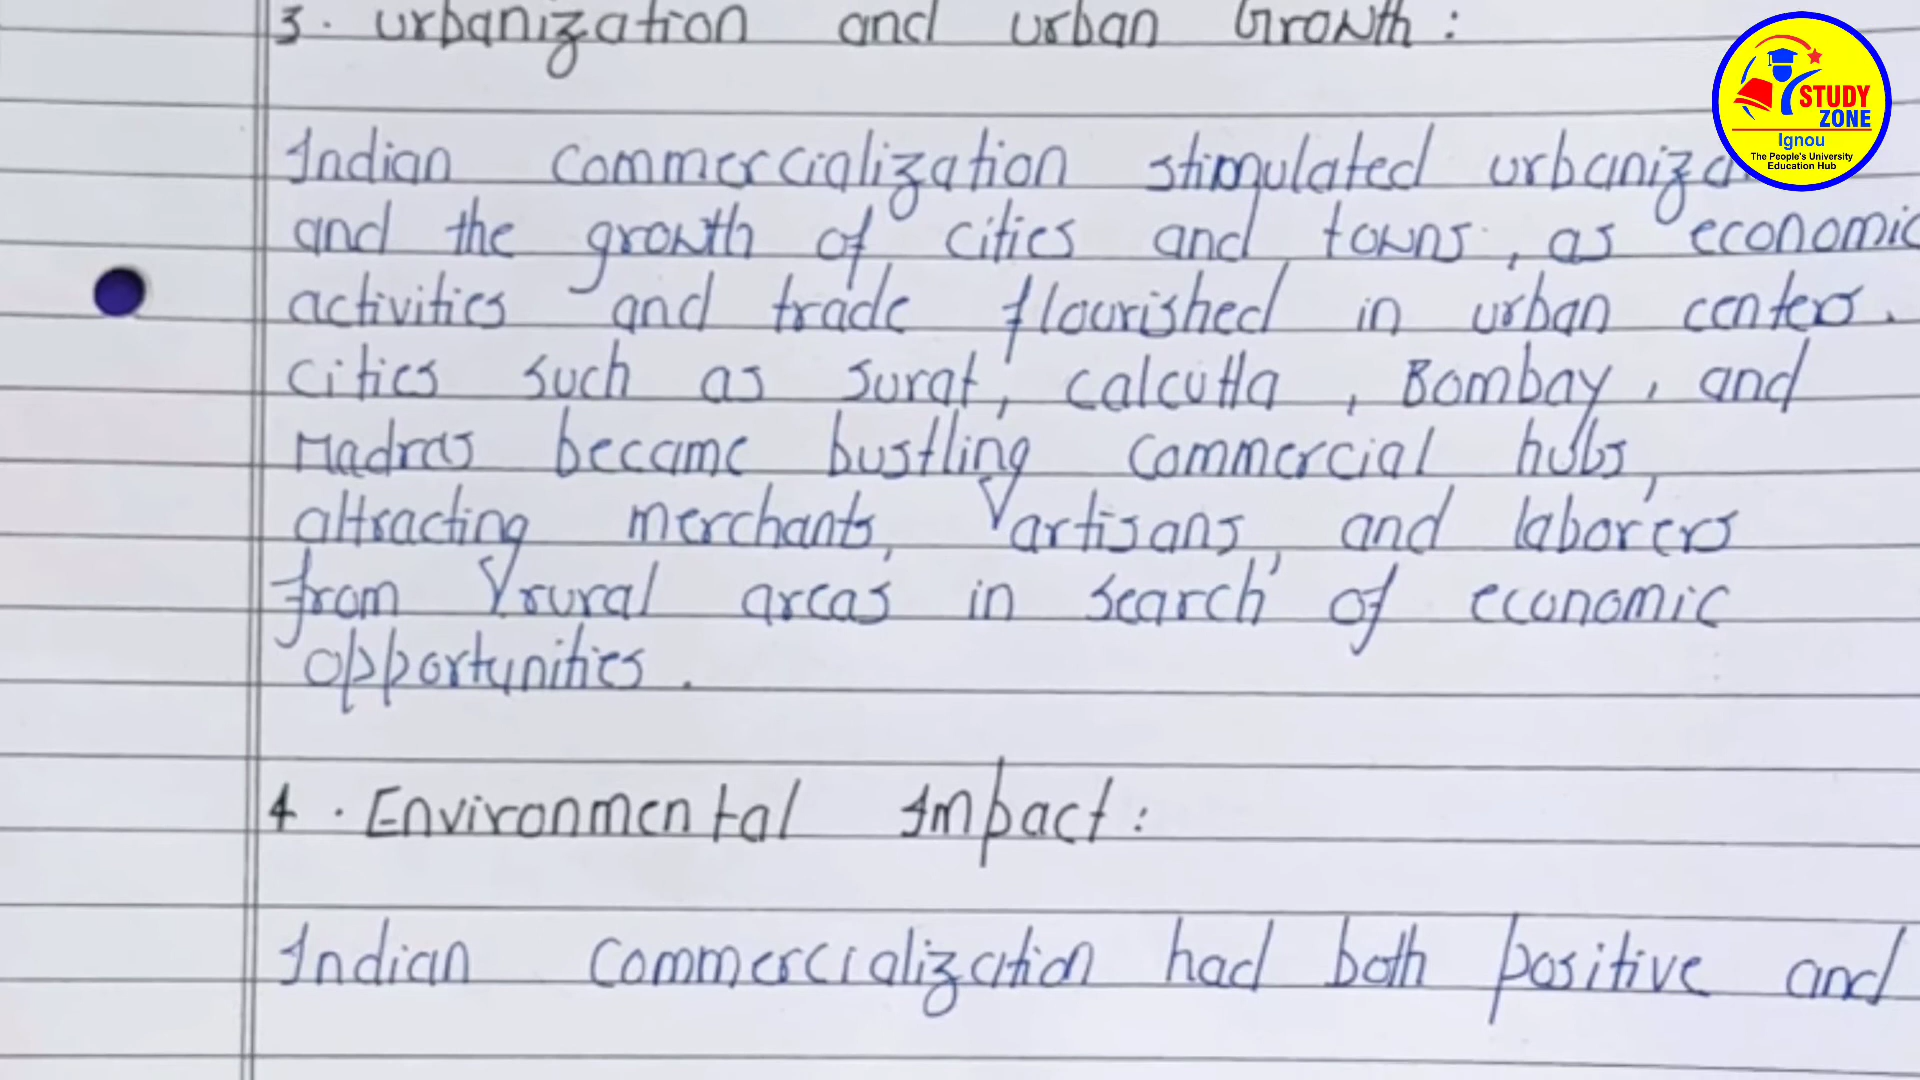 3. Urbanization and urban Growth:
Indian commercialization stimulated urbaniza
and the growth of cities and towns, as economic
activities and trade flourished in urban centers.
Cities such as Surat, Calcutta, Bombay, and
Madras became bustling commercial hubs,
attracting merchants, artisans, and laborers
from rural areas in search of economic
opportunities.
4. Environmental Impact:
Indian commercialization had both positive and
STUDY
ZONE
Ignou
The People's University
Education Hub